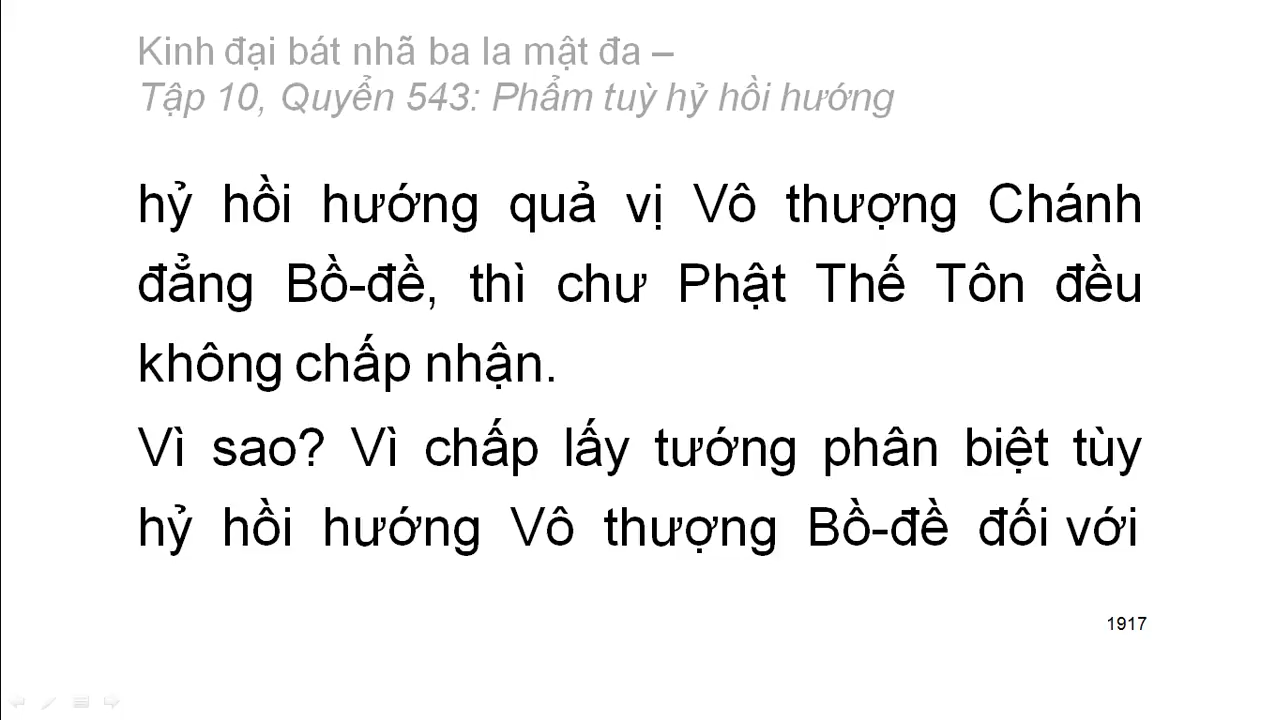 Kinh đại bát nhã ba la mật đa –
Tập 10, Quyển 543: Phẩm tuỳ hỷ hồi hướng
hỷ hồi hướng quả vị Vô thượng Chánh
đẳng Bồ-đề, thì chư Phật Thế Tôn đều
không chấp nhận.
Vì sao? Vì chấp lấy tướng phân biệt tùy
hỷ hồi hướng Vô thượng Bồ-đề đối với
1917